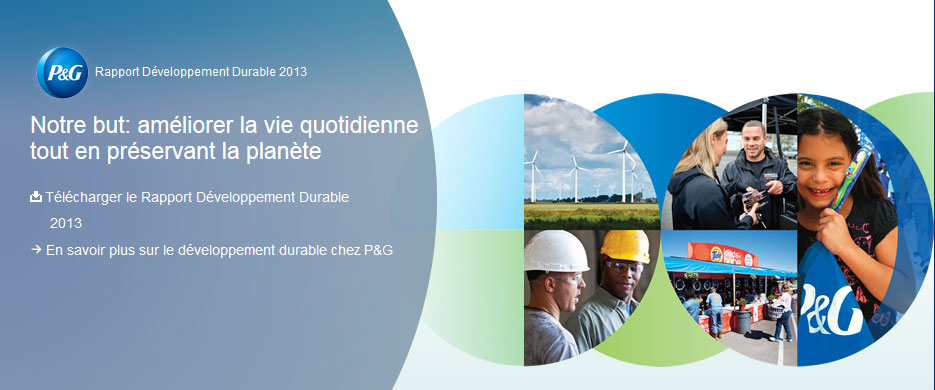 P&G
Rapport Développement Durable 2013
Notre but: améliorer la vie quotidienne
tout en préservant la planète
Télécharger le Rapport Développement Durable
2013
En savoir plus sur le développement durable chez P&G
Tide
P&G